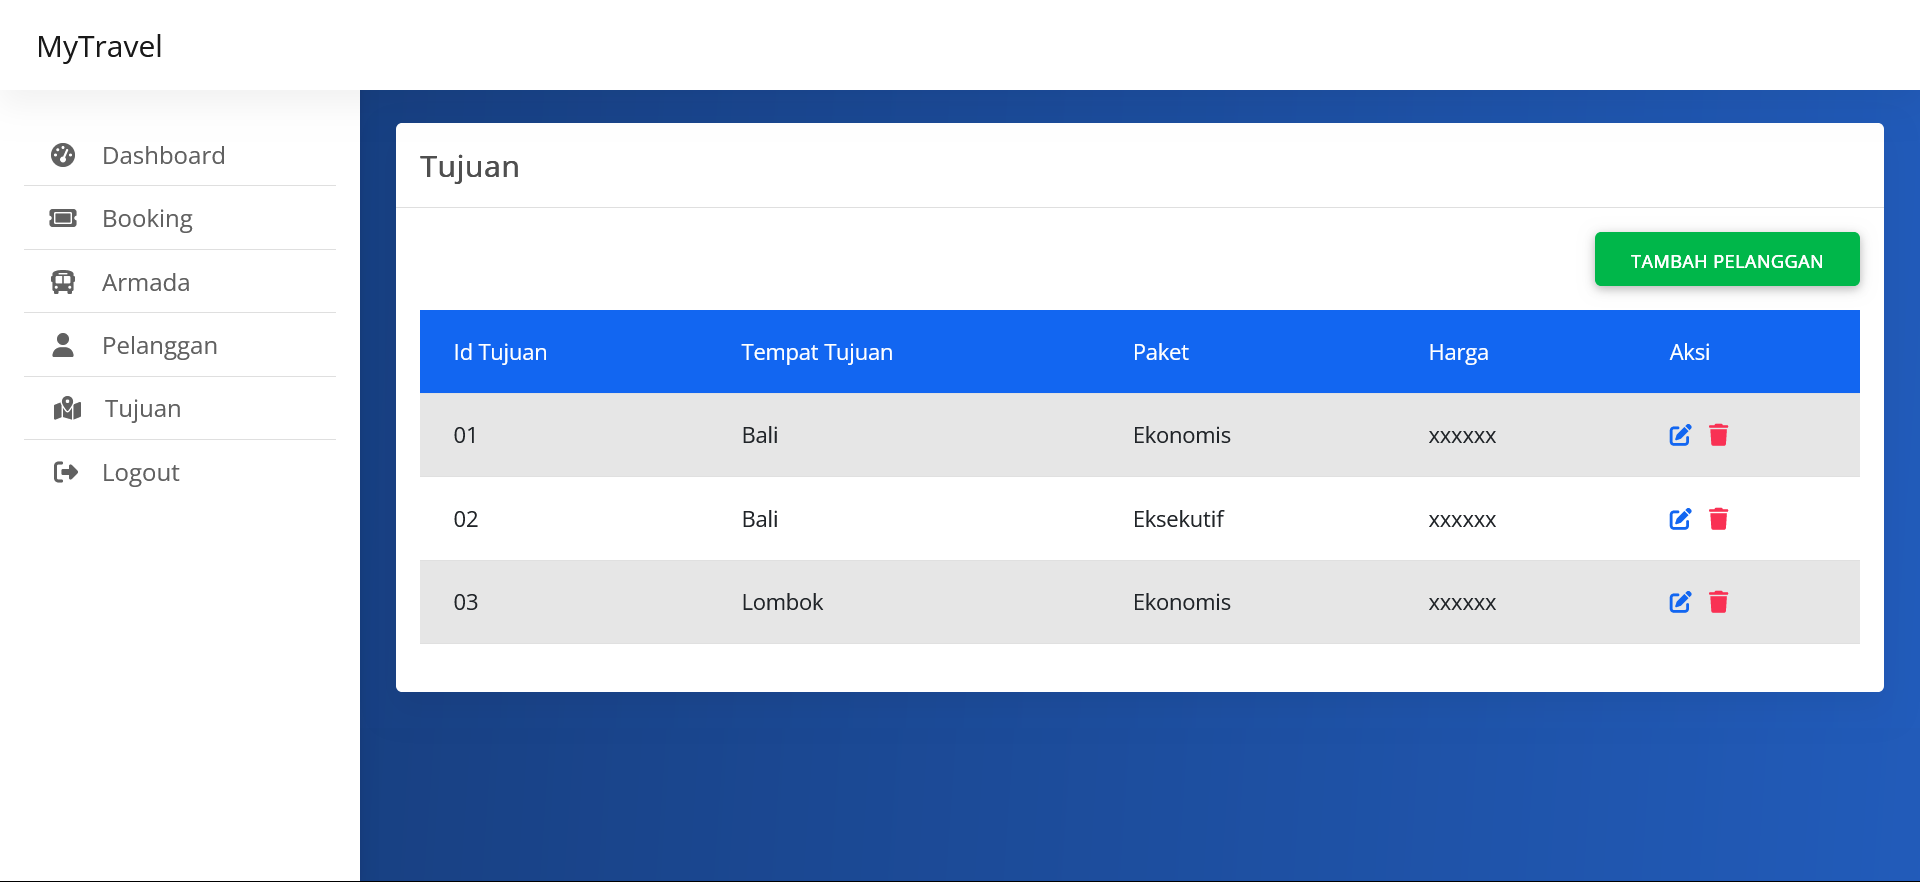 MyTravel
Dashboard
Booking
Armada
Pelanggan
Tujuan
Logout
Tujuan
TAMBAH PELANGGAN
Id Tujuan Tempat Tujuan Paket Harga Aksi
01 Bali Ekonomis xxxxxx
02 Bali Eksekutif xxxxxx
03 Lombok Ekonomis xxxxxx